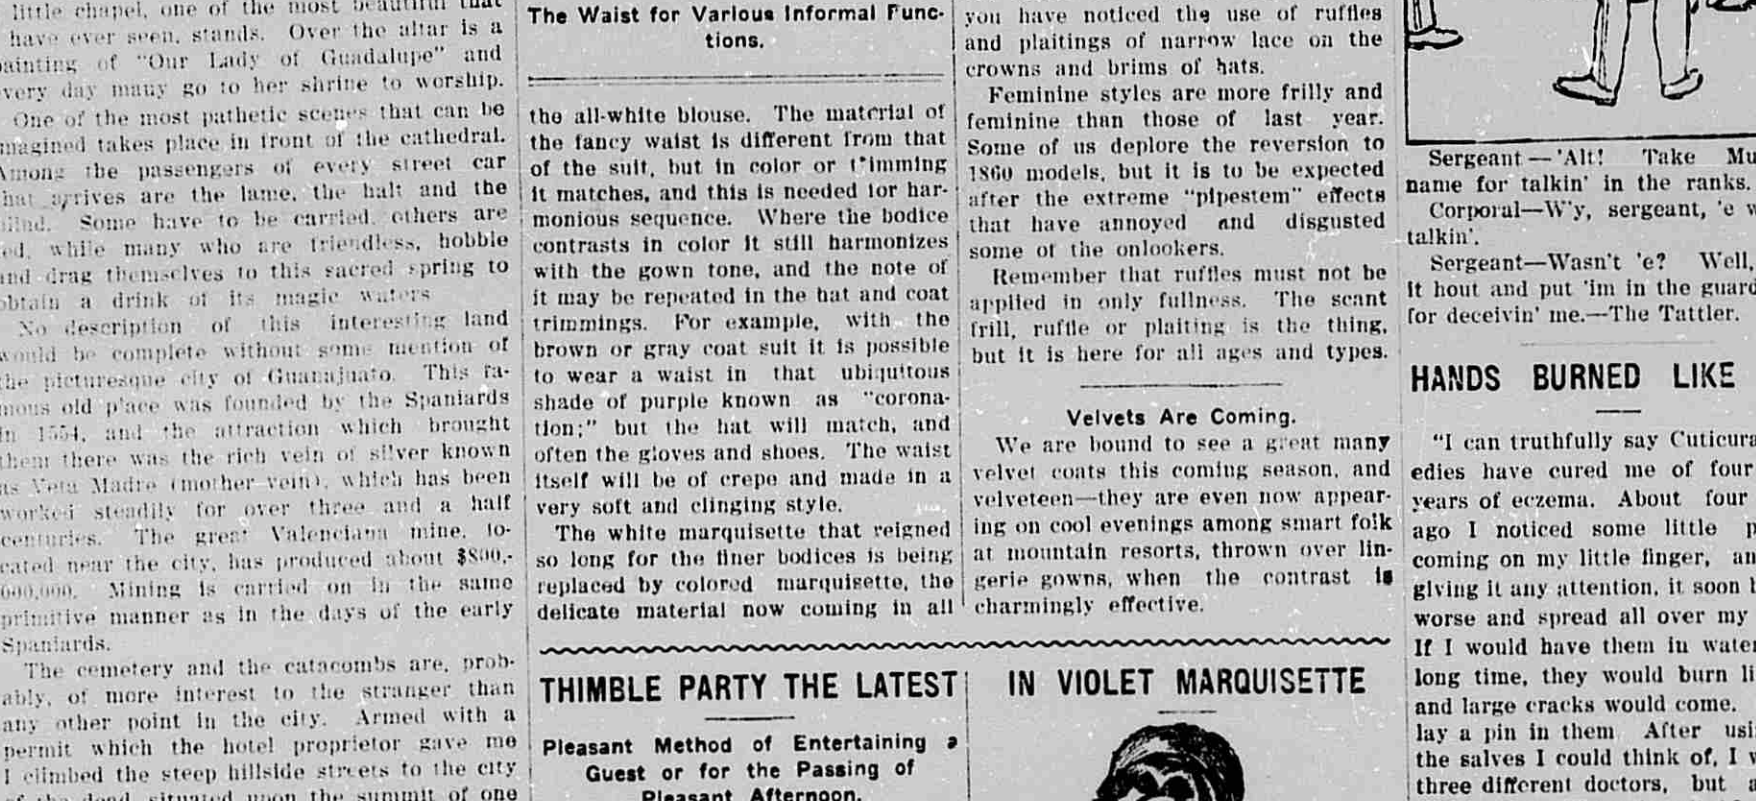 little chapel, one of the most beautiful that
have ever seen, stands. Over the altar is a
painting of "Our Lady of Guadalupe" and
every day many go to her shrine to worship.
One of the most pathetic scenes that can be
imagined takes place in front of the cathedral.
Among the passengers of every street car
that arrives are the lame, the halt and the
blind. Some have to be carried, others are
led, while many who are friendless, hobble
and drag themselves to this sacred spring to
obtain a drink of its magic waters
No description of this interesting land
would be complete without some mention of
the picturesque city of Guanajuato. This fa-
mous old place was founded by the Spaniards
in 1554, and the attraction which brought
them there was the rich vein of silver known
as Veta Madre (mother vein), which has been
worked steadily for over three and a half
centuries. The great Valenciana mine, lo-
cated near the city, has produced about $800,-
000,000. Mining is carried on in the same
primitive manner as in the days of the early
Spaniards.
The cemetery and the catacombs are, prob-
ably, of more interest to the stranger than
any other point in the city. Armed with a
permit which the hotel proprietor gave me
I climbed the steep hillside streets to the city
of the dead, situated upon the summit of one
The Waist for Various Informal Func-
tions.
the all-white blouse. The material of
the fancy waist is different from that
of the suit, but in color or trimming
it matches, and this is needed for har-
monious sequence. Where the bodice
contrasts in color it still harmonizes
with the gown tone, and the note of
it may be repeated in the hat and coat
trimmings. For example, with the
brown or gray coat suit it is possible
to wear a waist in that ubiquitous
shade of purple known as "corona-
tion;" but the hat will match, and
often the gloves and shoes. The waist
itself will be of crepe and made in a
very soft and clinging style.
The white marquisette that reigned
so long for the finer bodices is being
replaced by colored marquisette, the
delicate material now coming in all
you have noticed the use of ruffles
and plaitings of narrow lace on the
crowns and brims of hats.
Feminine styles are more frilly and
feminine than those of last year.
Some of us deplore the reversion to
1860 models, but it is to be expected
after the extreme "pipestem" effects
that have annoyed and disgusted
some of the onlookers.
Remember that ruffles must not be
applied in only fullness. The scant
frill, ruffle or plaiting is the thing,
but it is here for all ages and types.
Velvets Are Coming.
We are bound to see a great many
velvet coats this coming season, and
velveteen—they are even now appear-
ing on cool evenings among smart folk
at mountain resorts, thrown over lin-
gerie gowns, when the contrast is
charmingly effective.
THIMBLE PARTY THE LATEST
Pleasant Method of Entertaining a
Guest or for the Passing of
Pleasant Afternoon.
IN VIOLET MARQUISETTE
Sergeant—'Alt! Take Mu
name for talkin' in the ranks.
Corporal—W'y, sergeant, 'e w
talkin'.
Sergeant—Wasn't 'e? Well,
it hout and put 'im in the guard
for deceivin' me.—The Tattler.
HANDS BURNED LIKE
"I can truthfully say Cuticura
edies have cured me of four
years of eczema. About four
ago I noticed some little p
coming on my little finger, an
giving it any attention, it soon b
worse and spread all over my
If I would have them in water
long time, they would burn li
and large cracks would come.
lay a pin in them After usi
the salves I could think of, I w
three different doctors, but a